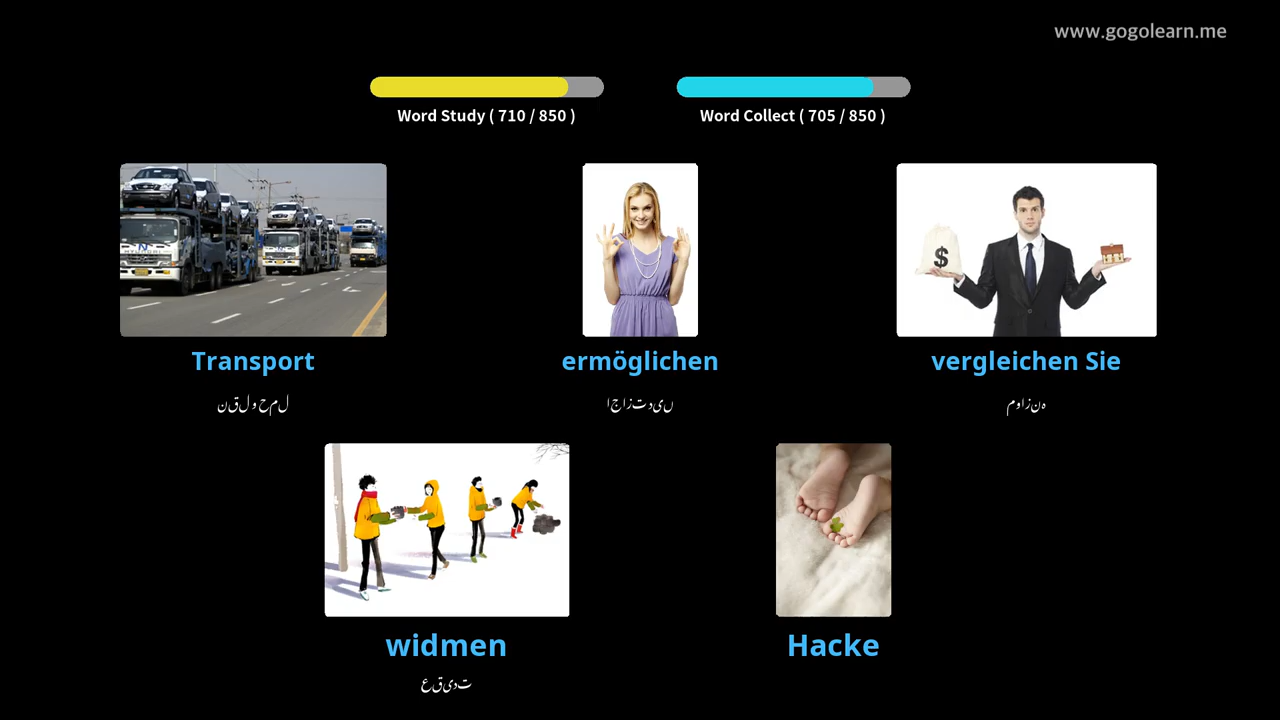 www.gogolearn.me
Word Study ( 710 / 850 )
Word Collect ( 705 / 850 )
$
Transport
ermöglichen
vergleichen Sie
نقل و حمل
اجازت دیں
موازنہ
widmen
Hacke
عقیدت